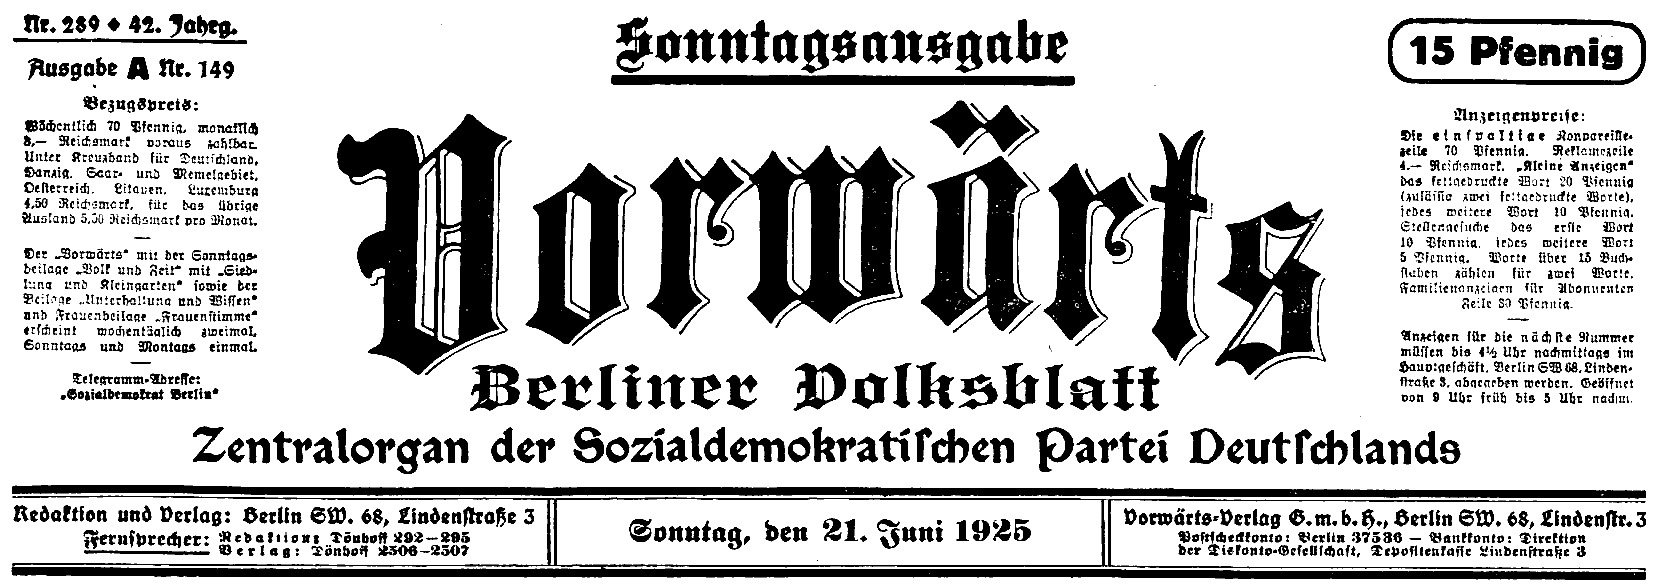 Nr. 289 ♦ 42. Jahrg.
Ausgabe A Nr. 149
Bezugspreis:
Wöchentlich 70 Pfennig, monatlich
3,— Reichsmark voraus zahlbar.
Unter Kreuzband für Deutschland,
Danzig, Saar- und Memelgebiet,
Oesterreich, Litauen, Luxemburg
4,50 Reichsmark, für das übrige
Ausland 5,50 Reichsmark pro Monat.
Der „Vorwärts“ mit der Sonntags-
beilage „Volk und Zeit“ mit „Sied-
lung und Kleingarten“ sowie der
Beilage „Unterhaltung und Wissen“
und Frauenbeilage „Frauenstimme“
erscheint wochentäglich zweimal,
Sonntags und Montags einmal.
Telegramm-Adresse:
„Sozialdemokrat Berlin“
Sonntagsausgabe
Vorwärts
Berliner Volksblatt
Zentralorgan der Sozialdemokratischen Partei Deutschlands
15 Pfennig
Anzeigenpreise:
Die einspaltige Nonpareille-
zeile 70 Pfennig. Reklamezeile
4,— Reichsmark. „Kleine Anzeigen“
das fettgedruckte Wort 20 Pfennig
(zulässig zwei fettgedruckte Worte),
jedes weitere Wort 10 Pfennig.
Stellengesuche das erste Wort
10 Pfennig, jedes weitere Wort
5 Pfennig. Worte über 15 Buch-
staben zählen für zwei Worte.
Familienanzeigen für Abonnenten
Zeile 30 Pfennig.
Anzeigen für die nächste Nummer
müssen bis 4½ Uhr nachmittags im
Hauptgeschäft, Berlin SW 68, Linden-
straße 3, abgegeben werden. Geöffnet
von 9 Uhr früh bis 5 Uhr nachm.
Redaktion und Verlag: Berlin SW. 68, Lindenstraße 3
Fernsprecher: Redaktion: Dönhoff 292—295
Verlag: Dönhoff 2506—2507
Sonntag, den 21. Juni 1925
Vorwärts-Verlag G.m.b.H., Berlin SW. 68, Lindenstr. 3
Postscheckkonto: Berlin 37536 — Bankkonto: Direktion
der Diskonto-Gesellschaft, Depositenkasse Lindenstraße 3